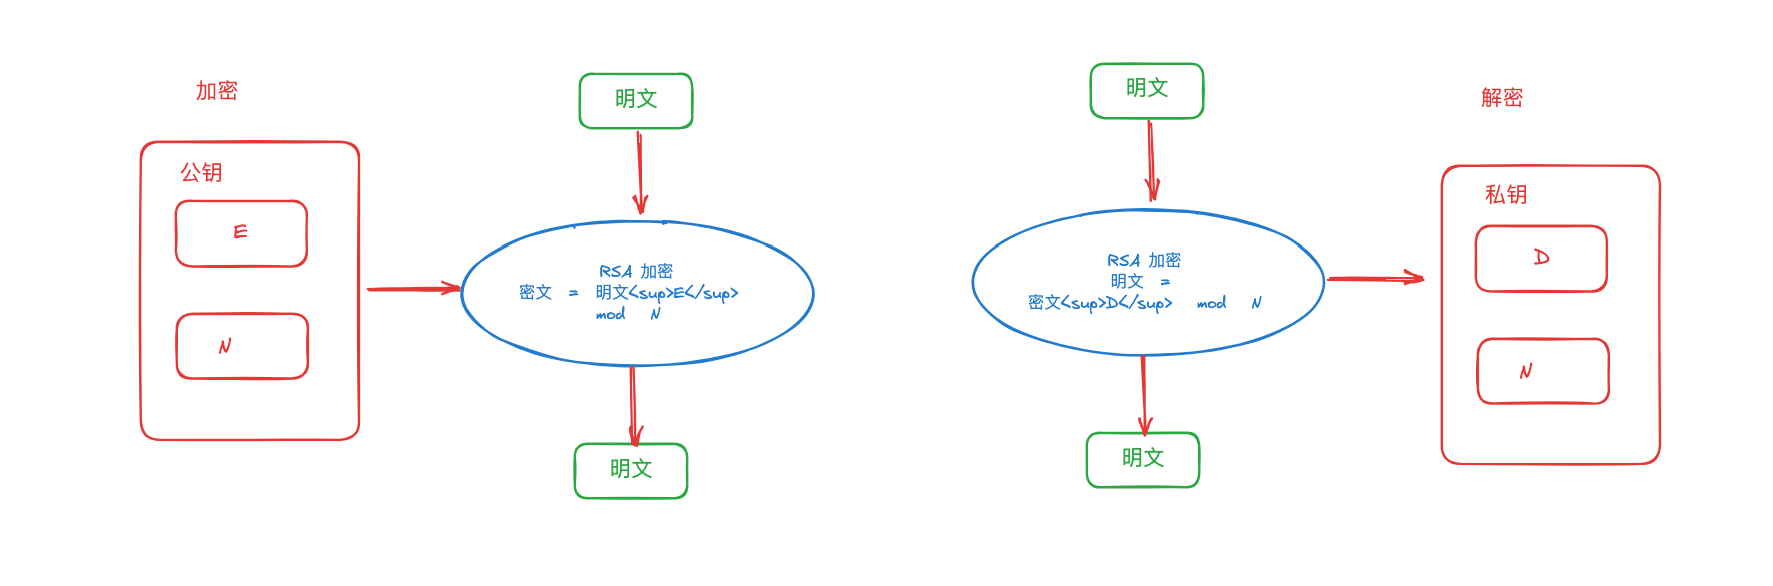 加密
公钥
E
N
明文
RSA 加密
密文 = 明文<sup>E</sup>
mod N
明文
明文
RSA 加密
明文 =
密文<sup>D</sup> mod N
明文
解密
私钥
D
N